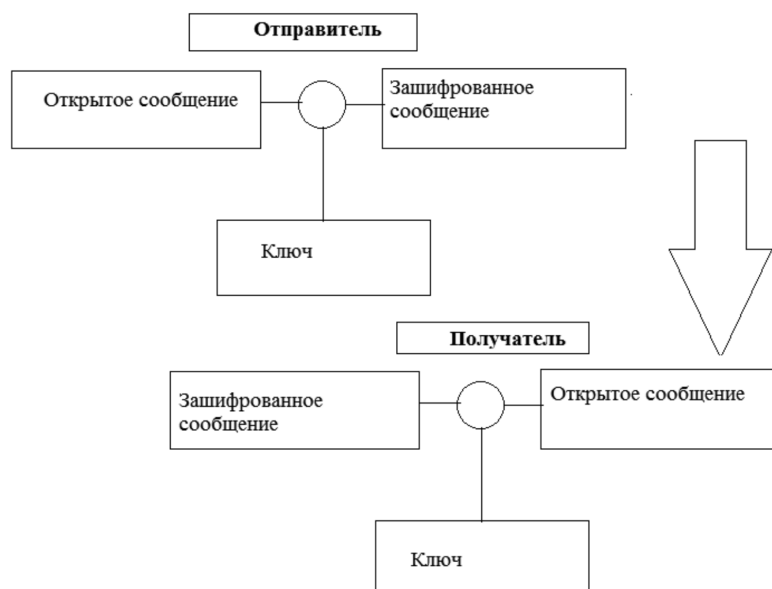 Отправитель
Открытое сообщение
Зашифрованное
сообщение
Ключ
Получатель
Зашифрованное
сообщение
Открытое сообщение
Ключ